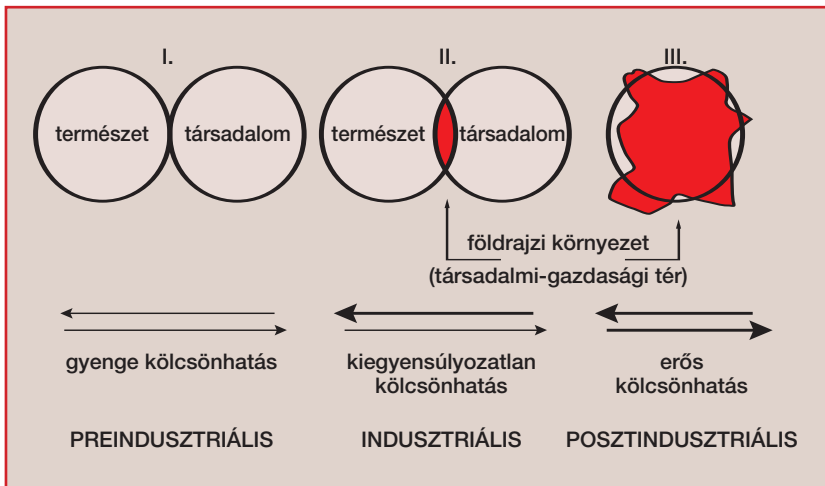 I.
II.
III.
természet
társadalom
természet
társadalom
földrajzi környezet
(társadalmi-gazdasági tér)
gyenge kölcsönhatás
kiegyensúlyozatlan
kölcsönhatás
erős
kölcsönhatás
PREINDUSZTRIÁLIS
INDUSZTRIÁLIS
POSZTINDUSZTRIÁLIS